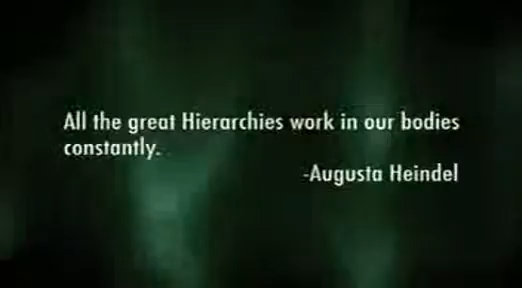 All the great Hierarchies work in our bodies
constantly.
-Augusta Heindel